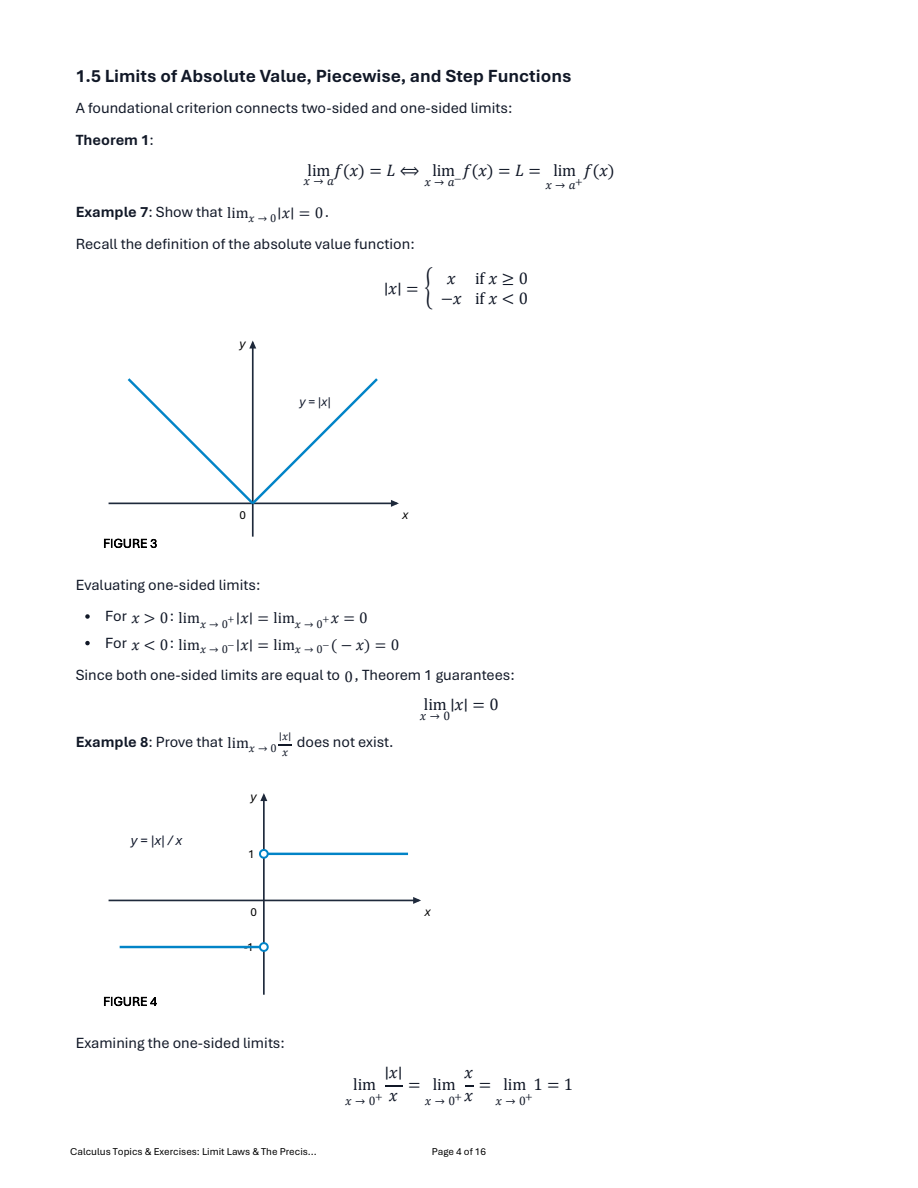 1.5 Limits of Absolute Value, Piecewise, and Step Functions
A foundational criterion connects two-sided and one-sided limits:
Theorem 1:
lim_{x → a} f(x) = L ⟺ lim_{x → a⁻} f(x) = L = lim_{x → a⁺} f(x)
Example 7: Show that lim_{x → 0} |x| = 0.
Recall the definition of the absolute value function:
|x| = { x if x ≥ 0
−x if x < 0
y
y = |x|
0
x
FIGURE 3
Evaluating one-sided limits:
• For x > 0: lim_{x → 0⁺} |x| = lim_{x → 0⁺} x = 0
• For x < 0: lim_{x → 0⁻} |x| = lim_{x → 0⁻} (− x) = 0
Since both one-sided limits are equal to 0, Theorem 1 guarantees:
lim_{x → 0} |x| = 0
Example 8: Prove that lim_{x → 0} |x|/x does not exist.
y
y = |x| / x
1
0
x
-1
FIGURE 4
Examining the one-sided limits:
lim_{x → 0⁺} |x|/x = lim_{x → 0⁺} x/x = lim_{x → 0⁺} 1 = 1
Calculus Topics & Exercises: Limit Laws & The Precis... Page 4 of 16